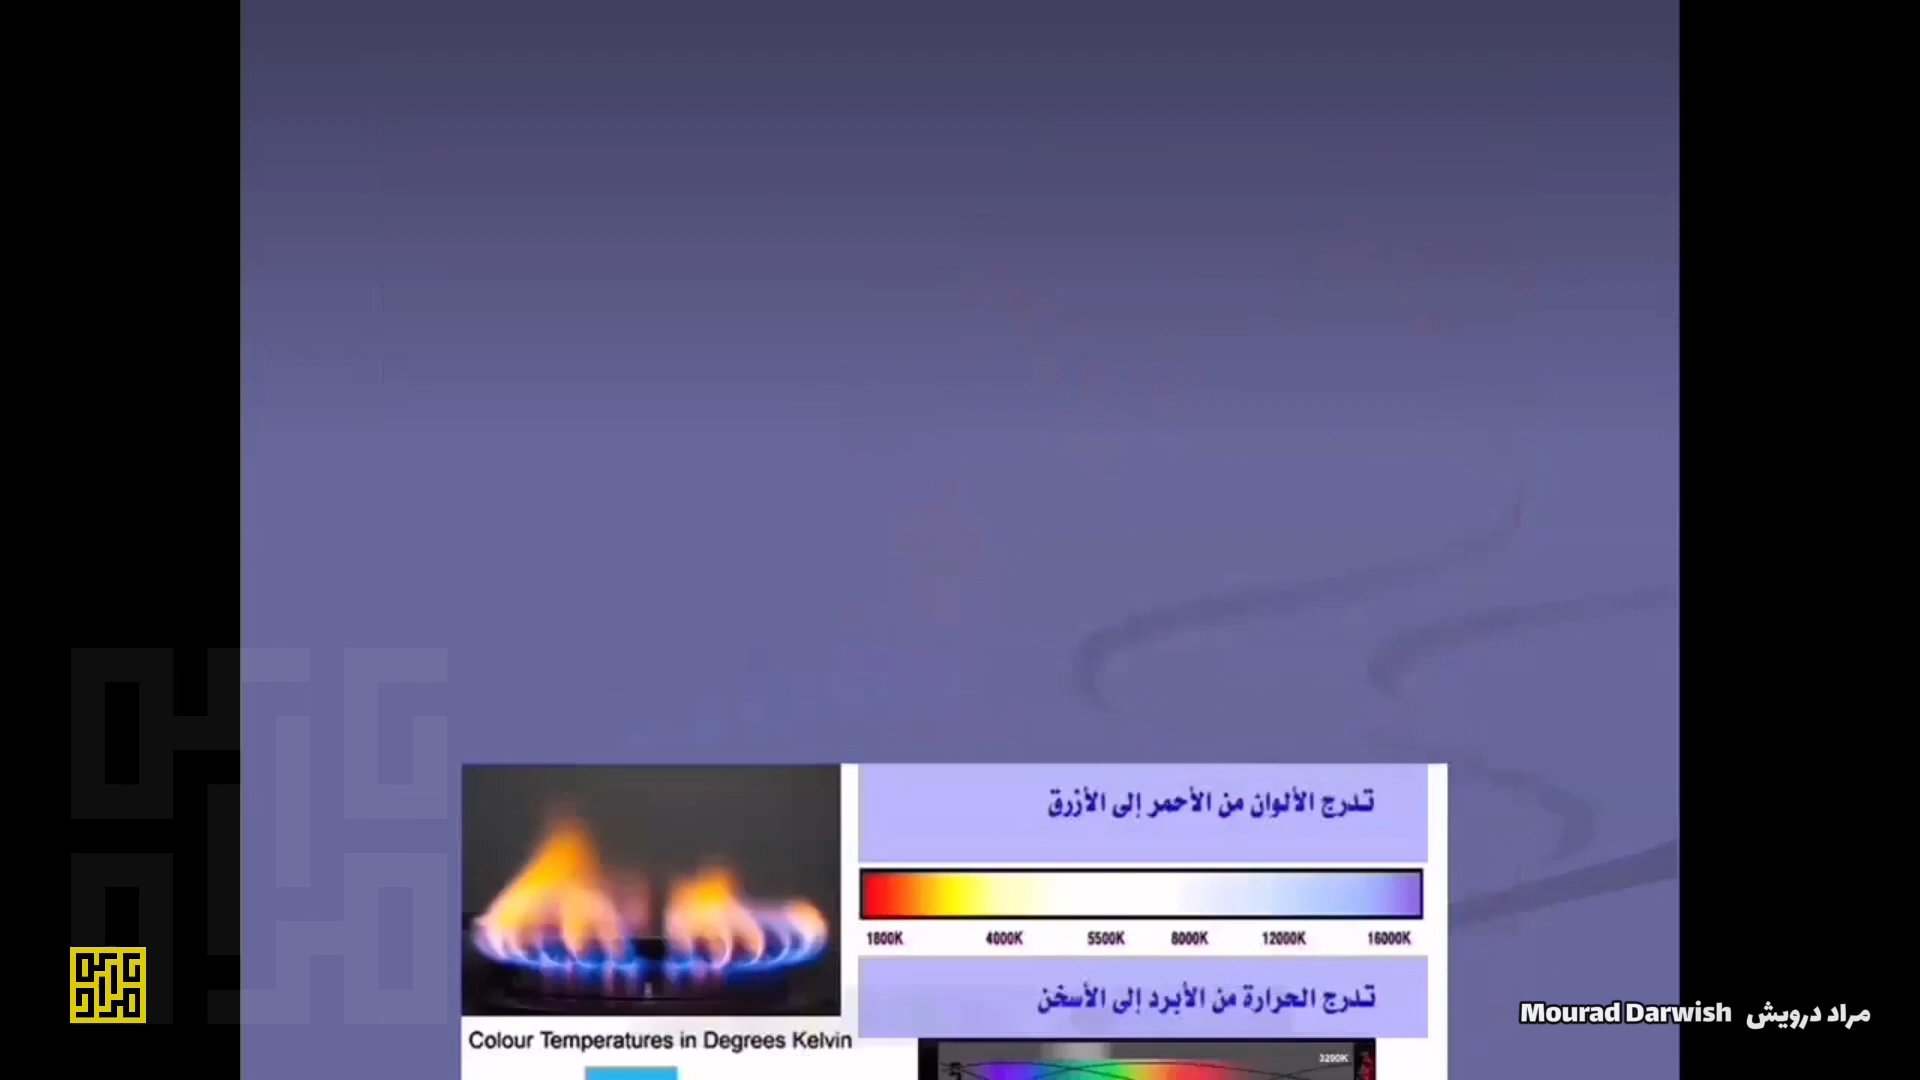 تدرج الألوان من الأحمر إلى الأزرق
1800K 4000K 5500K 8000K 12000K 16000K
تدرج الحرارة من الأبرد إلى الأسخن
Colour Temperatures in Degrees Kelvin
3200K
Mourad Darwish مراد درويش